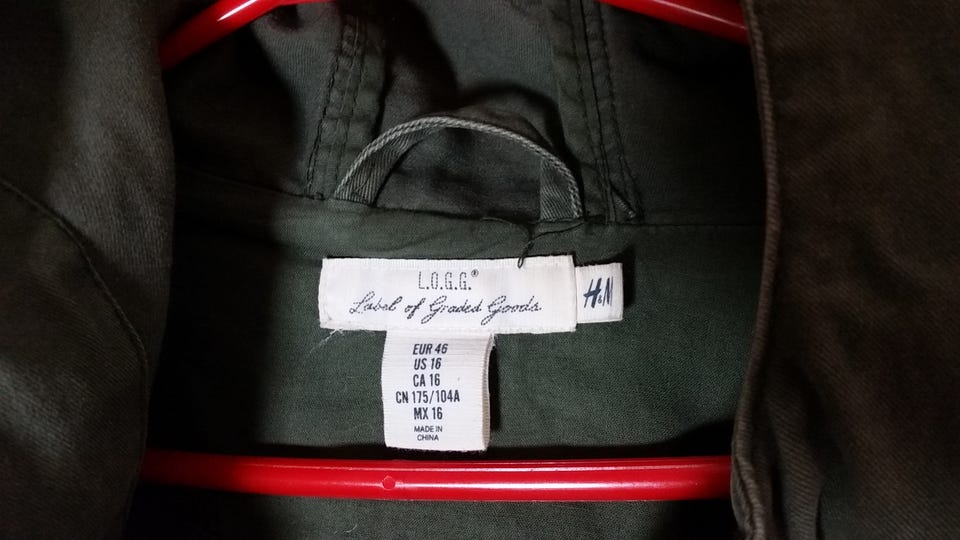 L.O.G.G.®
Label of Graded Goods
H&M
EUR 46
US 16
CA 16
CN 175/104A
MX 16
MADE IN
CHINA